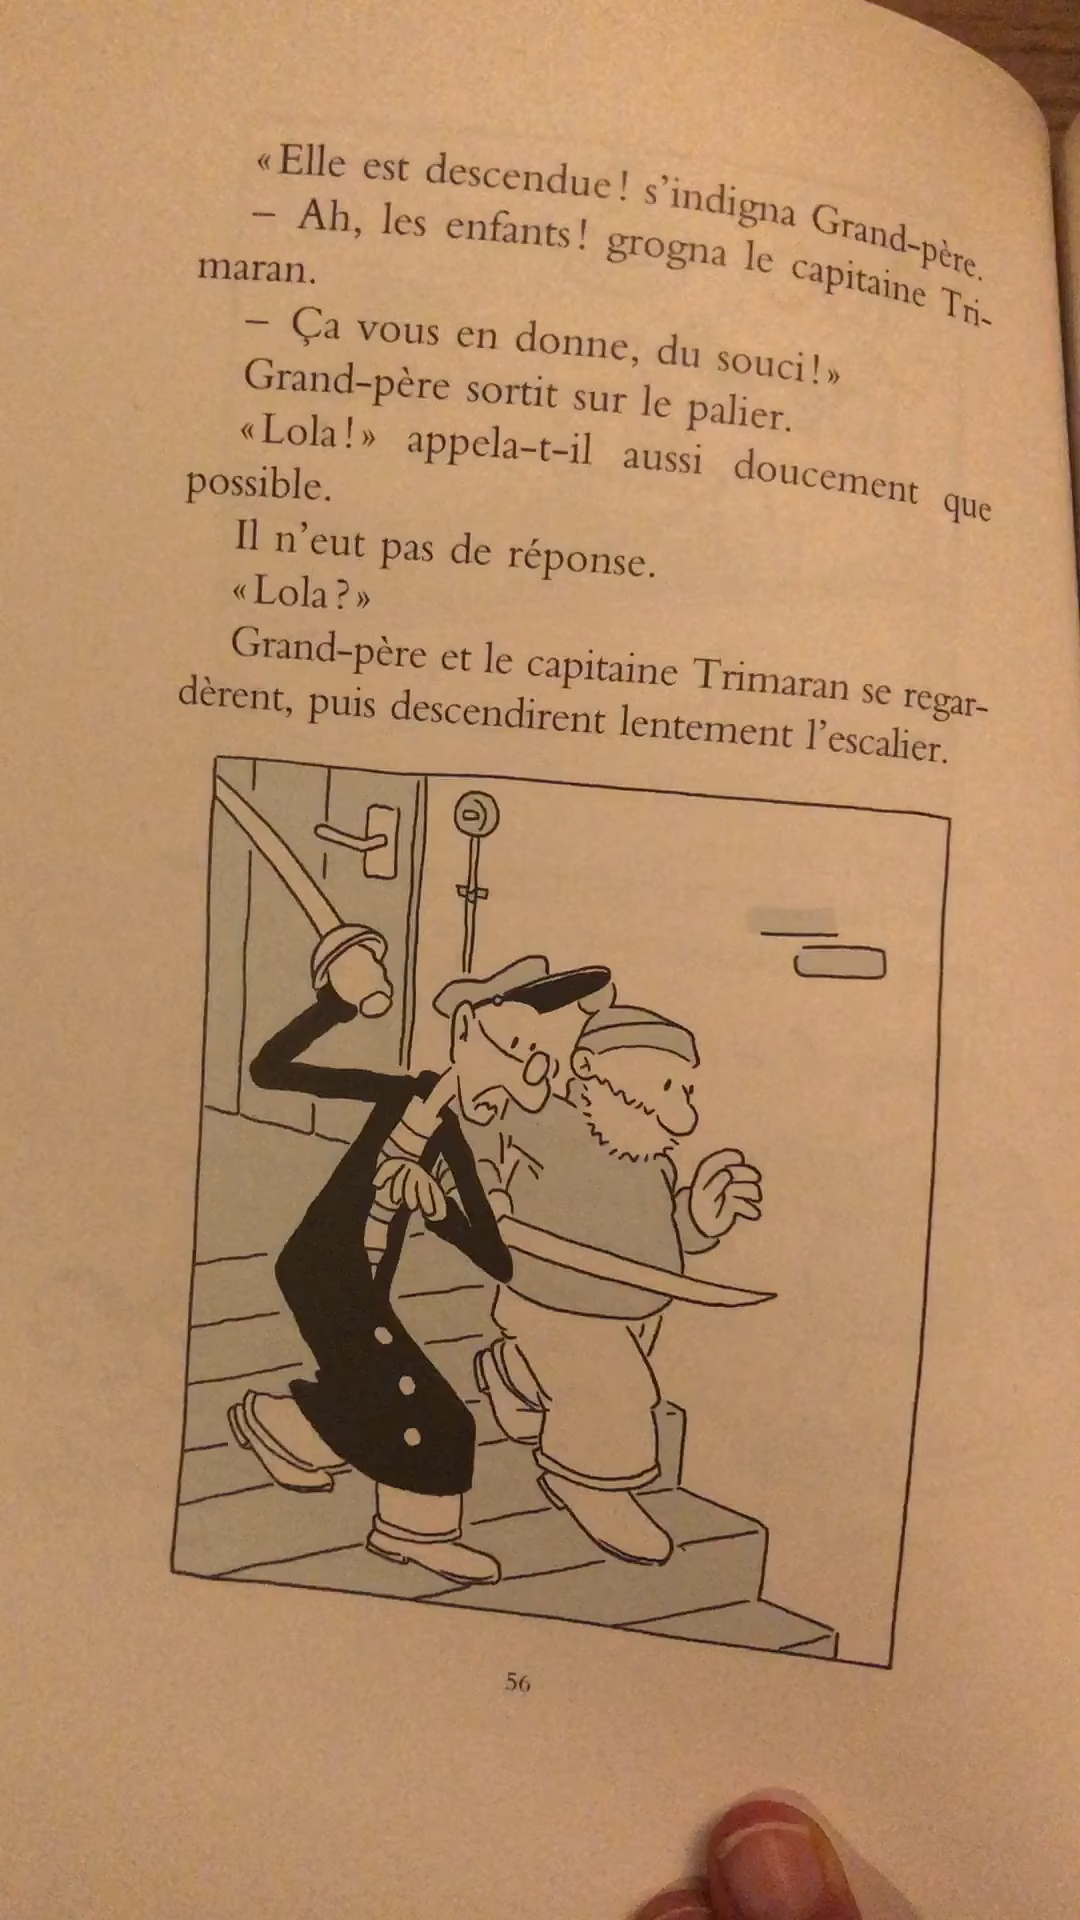 «Elle est descendue! s'indigna Grand-père.
– Ah, les enfants! grogna le capitaine Tri-
maran.
– Ça vous en donne, du souci!»
Grand-père sortit sur le palier.
«Lola!» appela-t-il aussi doucement que
possible.
Il n'eut pas de réponse.
«Lola?»
Grand-père et le capitaine Trimaran se regar-
dèrent, puis descendirent lentement l'escalier.
56